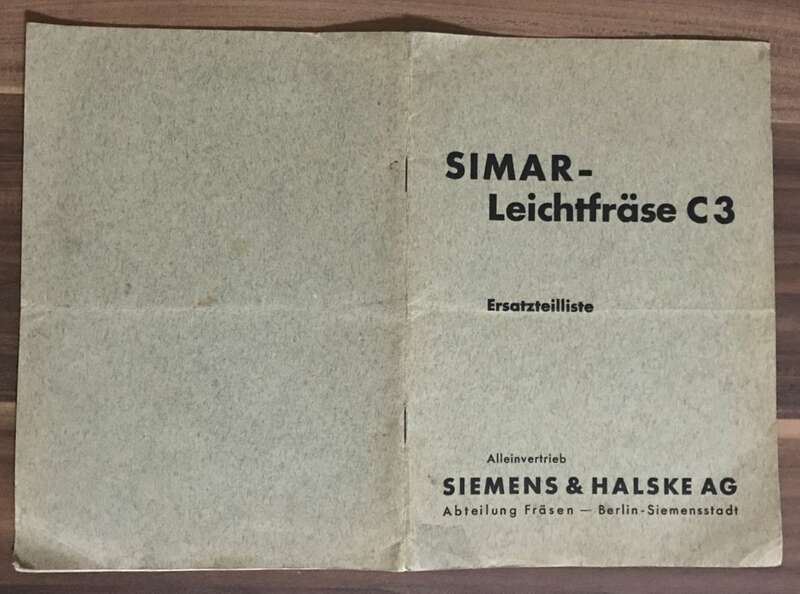 SIMAR-
Leichtfräse C3
Ersatzteilliste
Alleinvertrieb
SIEMENS & HALSKE AG
Abteilung Fräsen — Berlin-Siemensstadt